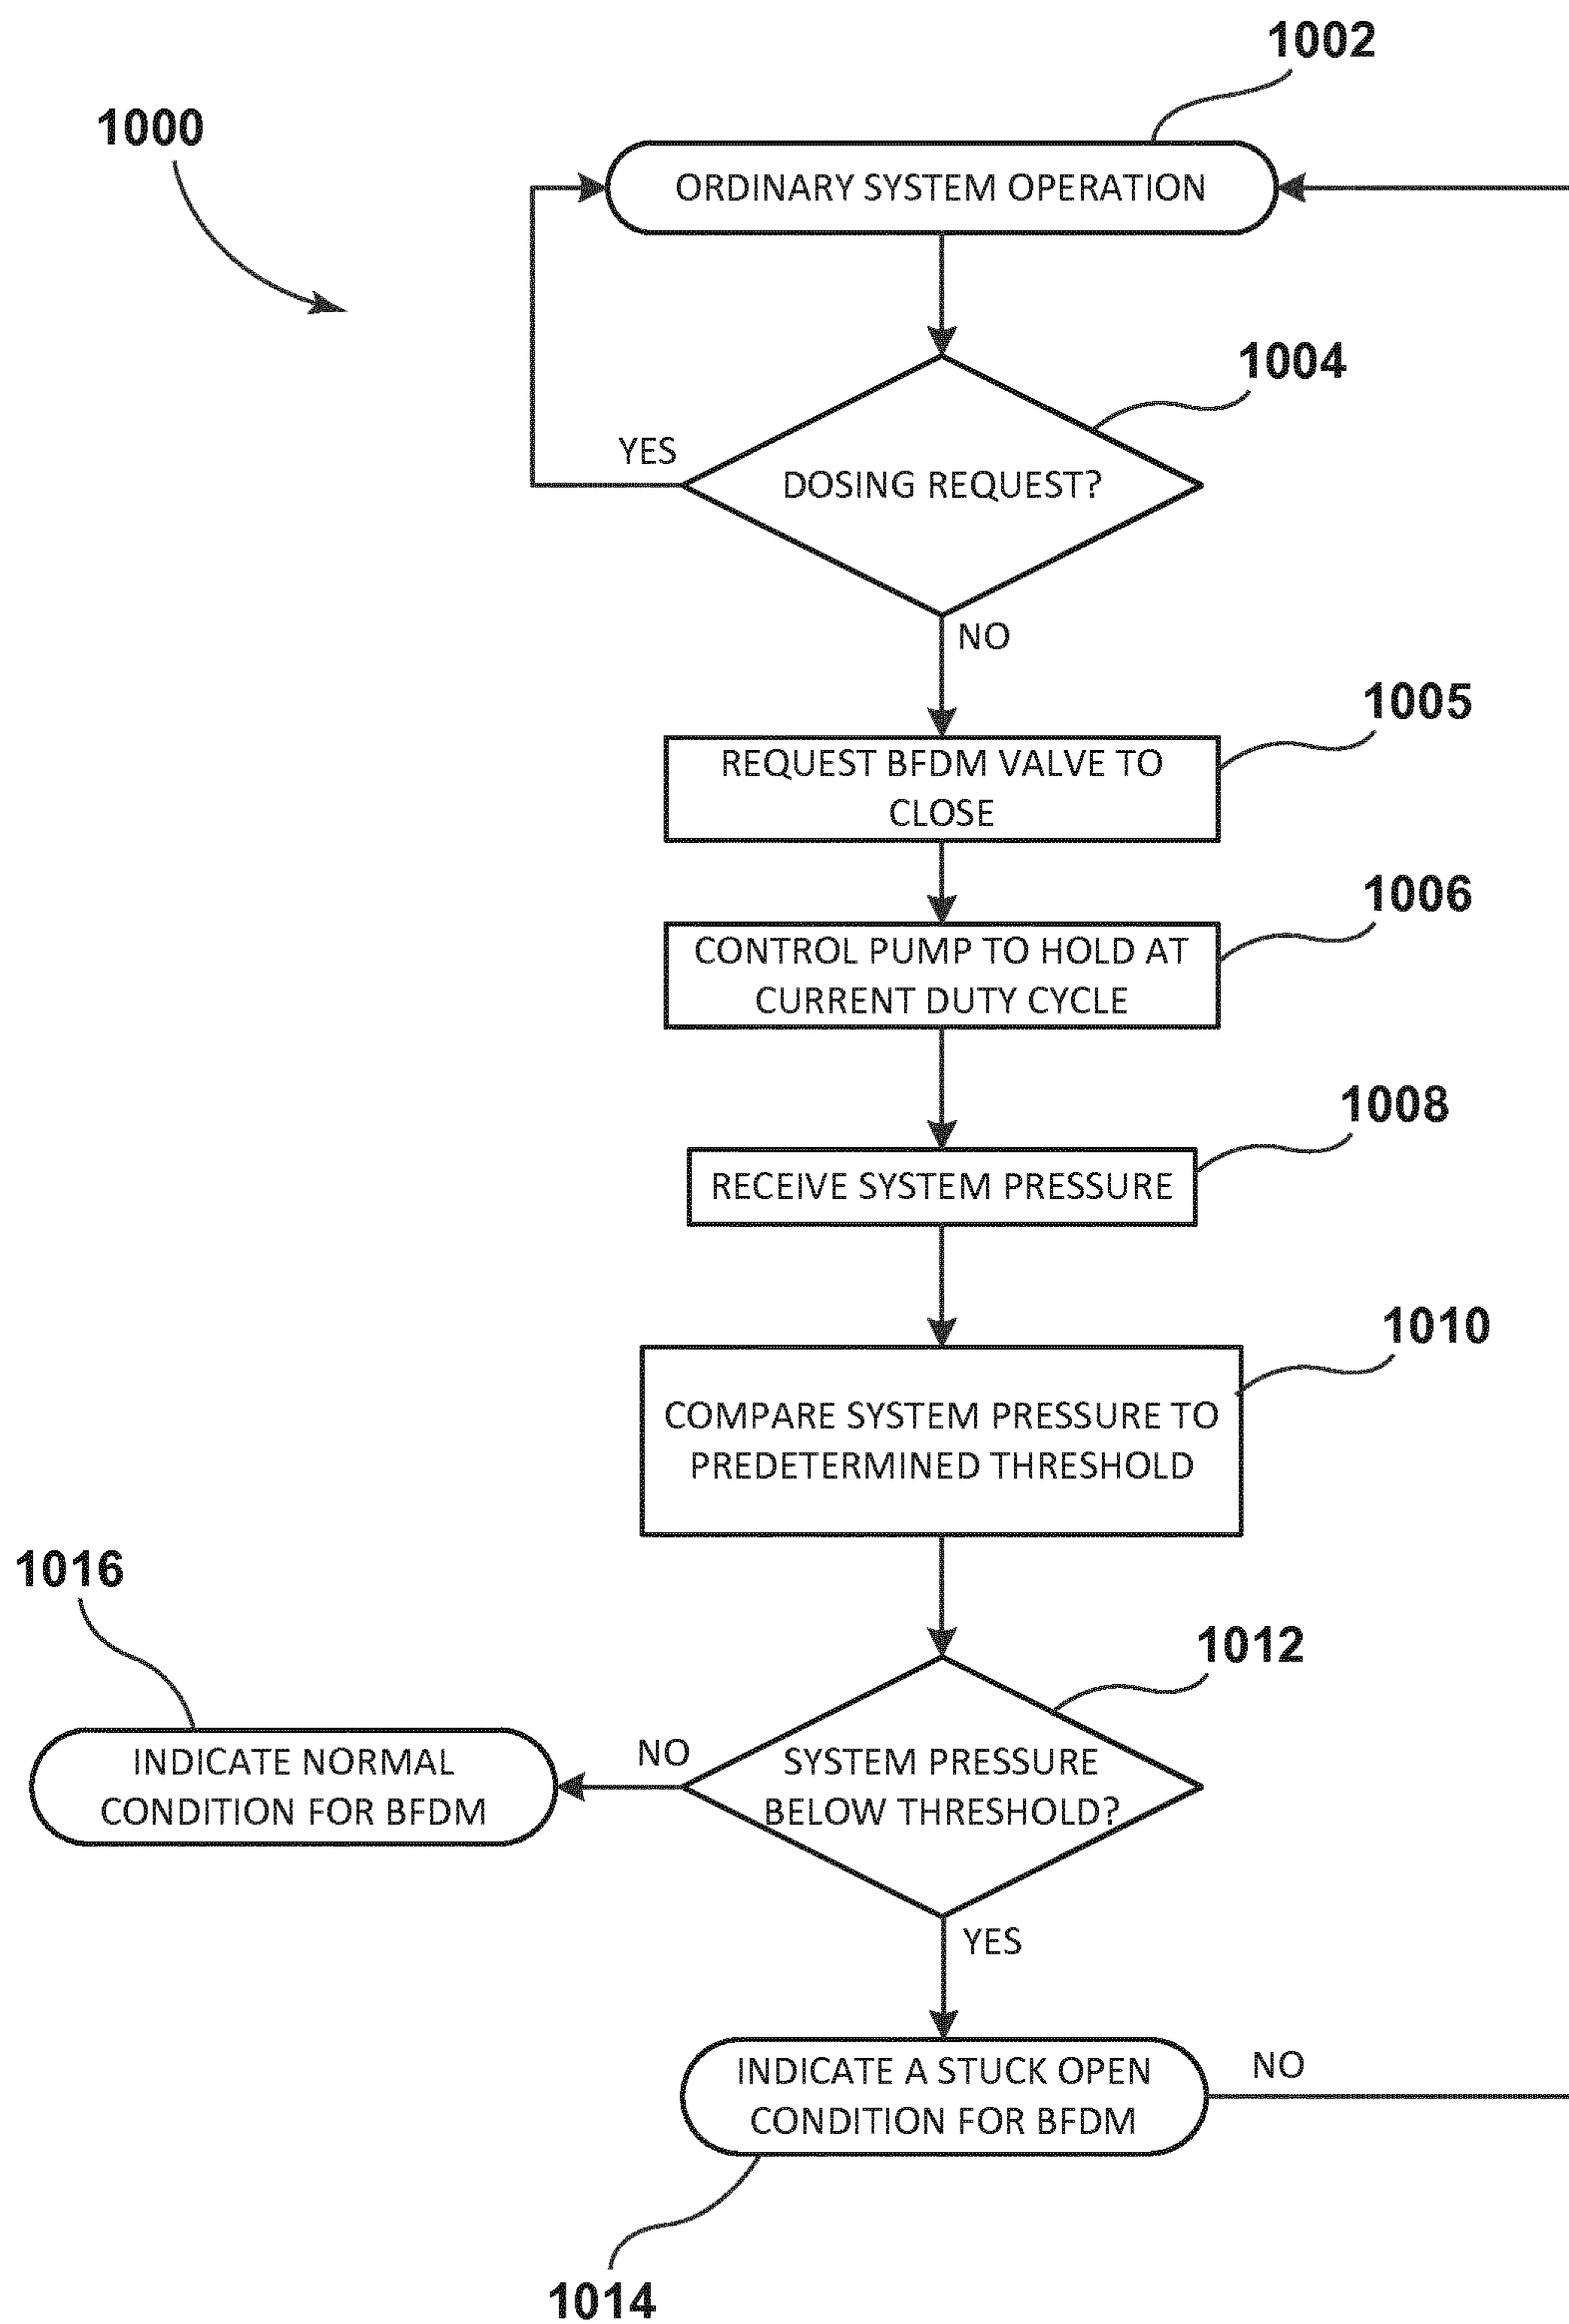 1002
1000
ORDINARY SYSTEM OPERATION
1004
YES
DOSING REQUEST?
NO
1005
REQUEST BFDM VALVE TO
CLOSE
1006
CONTROL PUMP TO HOLD AT
CURRENT DUTY CYCLE
1008
RECEIVE SYSTEM PRESSURE
1010
COMPARE SYSTEM PRESSURE TO
PREDETERMINED THRESHOLD
1016
1012
INDICATE NORMAL
CONDITION FOR BFDM
NO
SYSTEM PRESSURE
BELOW THRESHOLD?
YES
INDICATE A STUCK OPEN
CONDITION FOR BFDM
NO
1014